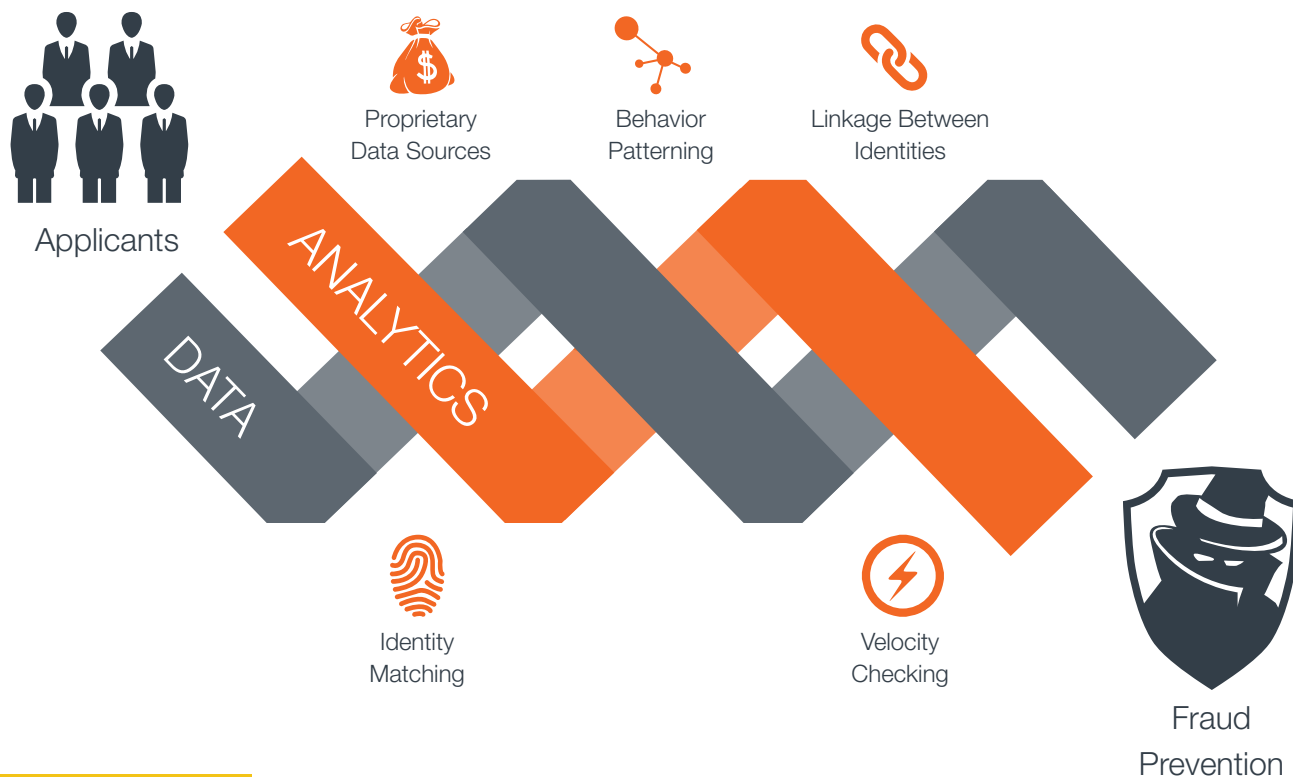 Applicants
Proprietary
Data Sources
Behavior
Patterning
Linkage Between
Identities
DATA
ANALYTICS
$
Identity
Matching
Velocity
Checking
Fraud
Prevention